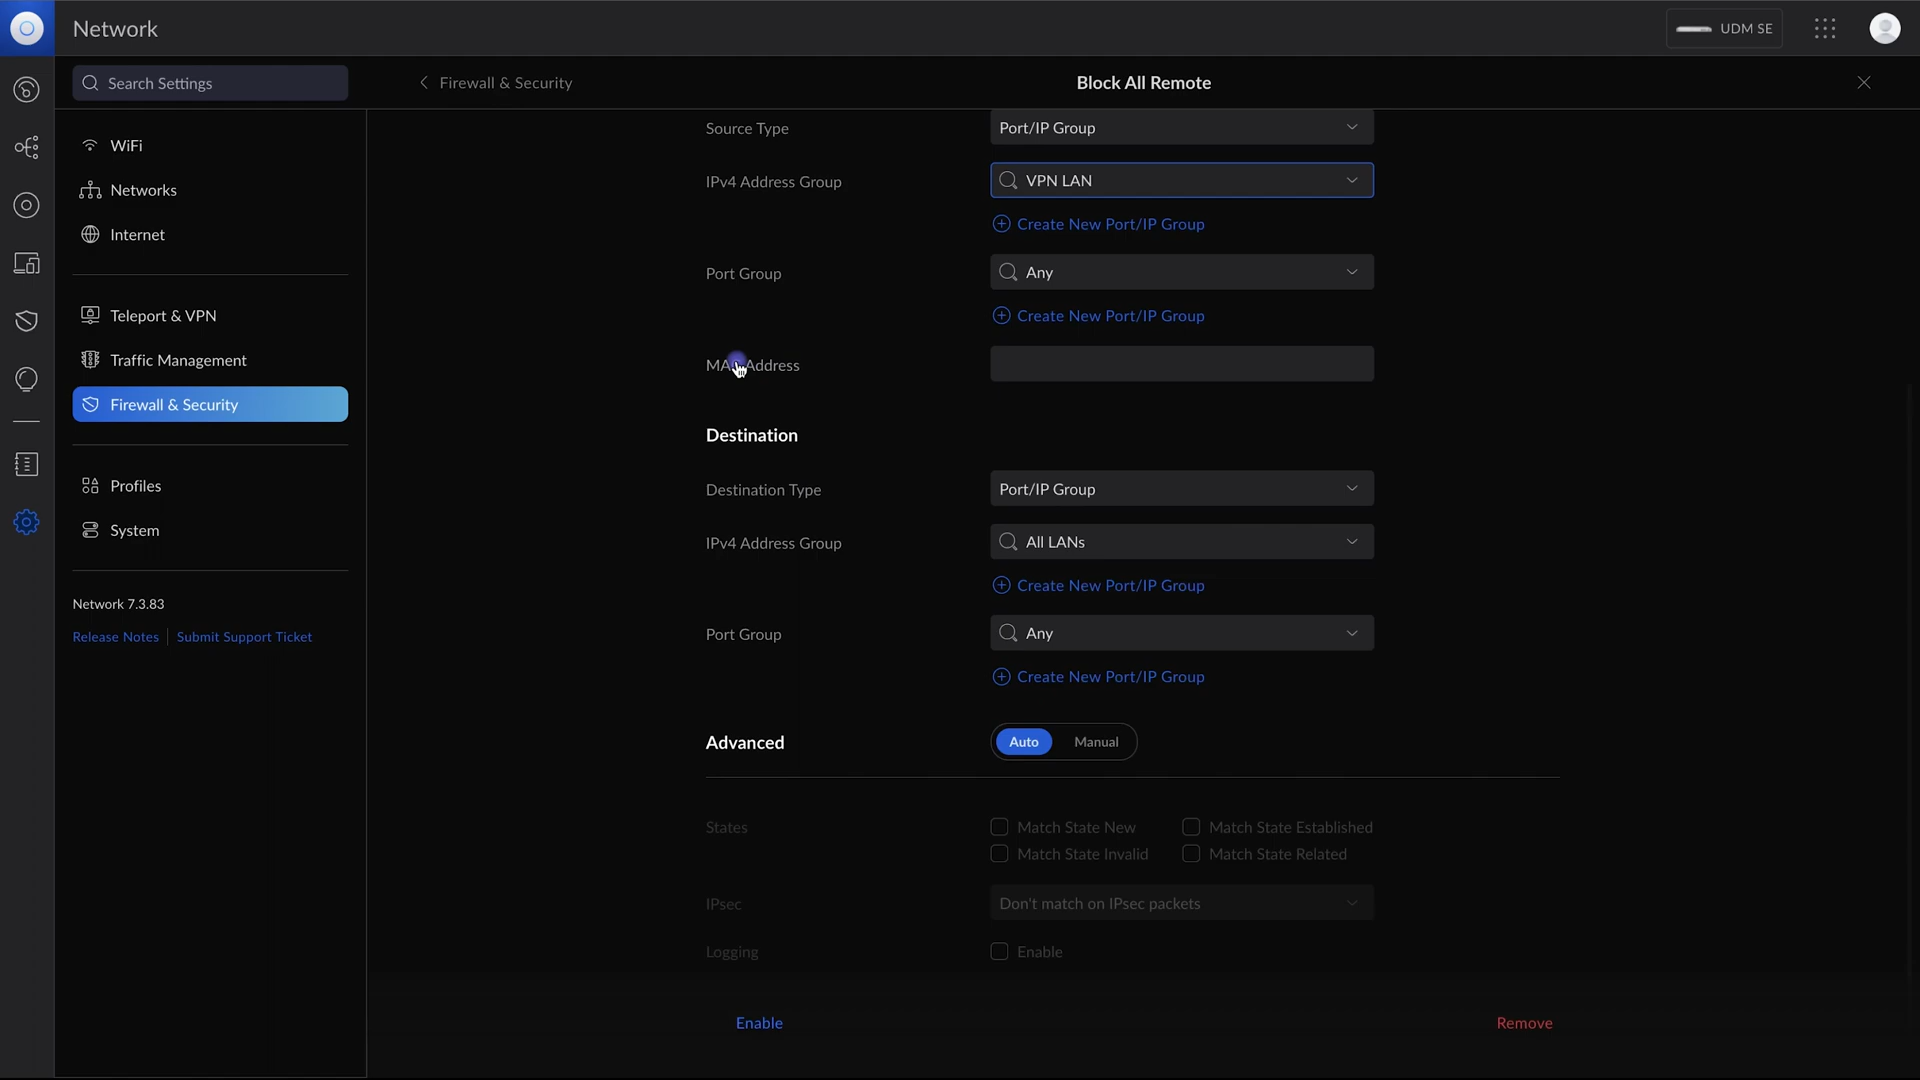 Network
UDM SE
Search Settings
Firewall & Security
Block All Remote
WiFi
Networks
Internet
Teleport & VPN
Traffic Management
Firewall & Security
Profiles
System
Network 7.3.83
Release Notes
Submit Support Ticket
Source Type
Port/IP Group
IPv4 Address Group
VPN LAN
Create New Port/IP Group
Port Group
Any
Create New Port/IP Group
Address
Destination
Destination Type
Port/IP Group
IPv4 Address Group
All LANs
Create New Port/IP Group
Port Group
Any
Create New Port/IP Group
Advanced
Auto
Manual
States
Match State New
Match State Established
Match State Invalid
Match State Related
IPsec
Don't match on IPsec packets
Logging
Enable
Enable
Remove